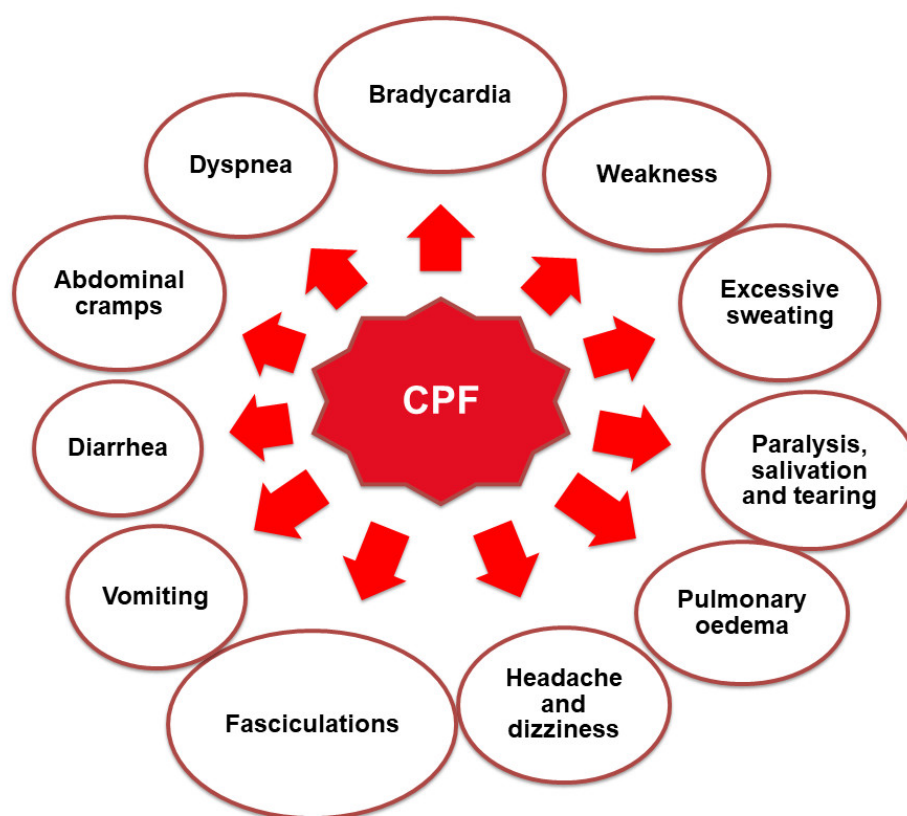 Bradycardia
Dyspnea
Weakness
Abdominal
cramps
Excessive
sweating
CPF
Diarrhea
Paralysis,
salivation
and tearing
Vomiting
Pulmonary
oedema
Fasciculations
Headache
and
dizziness